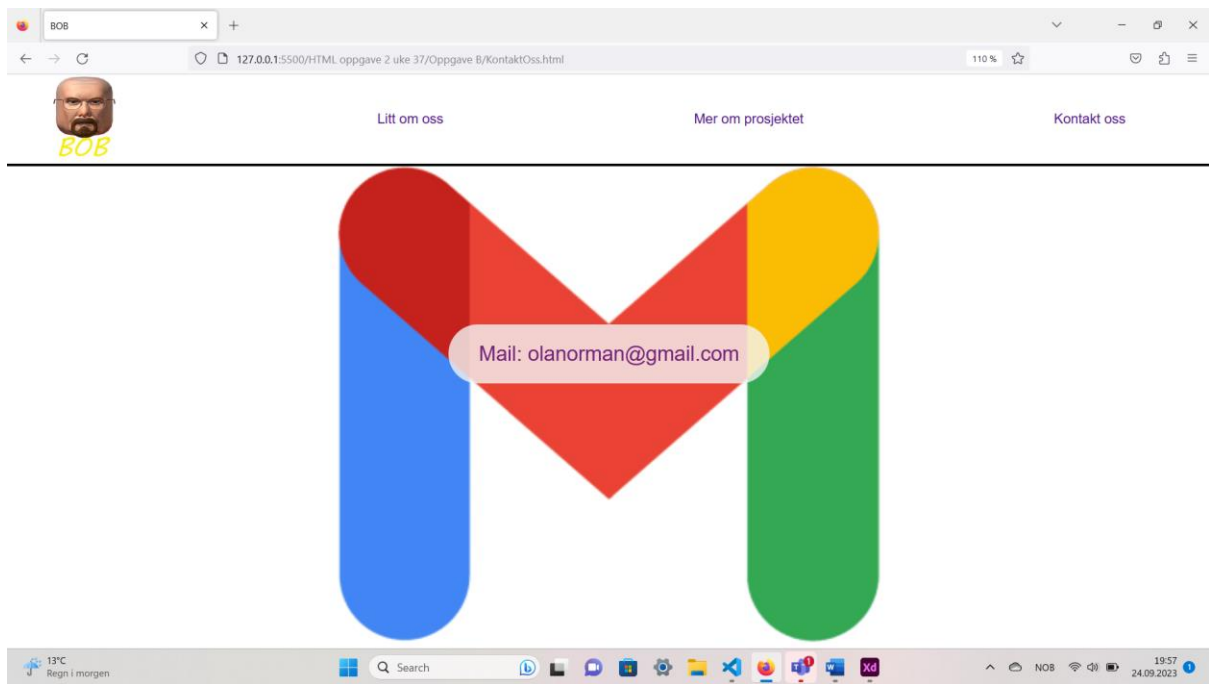 BOB
127.0.0.1:5500/HTML oppgave 2 uke 37/Oppgave B/KontaktOss.html
110 %
BOB
Litt om oss
Mer om prosjektet
Kontakt oss
Mail: olanorman@gmail.com
13°C
Regn i morgen
Search
NOB
19:57
24.09.2023
1